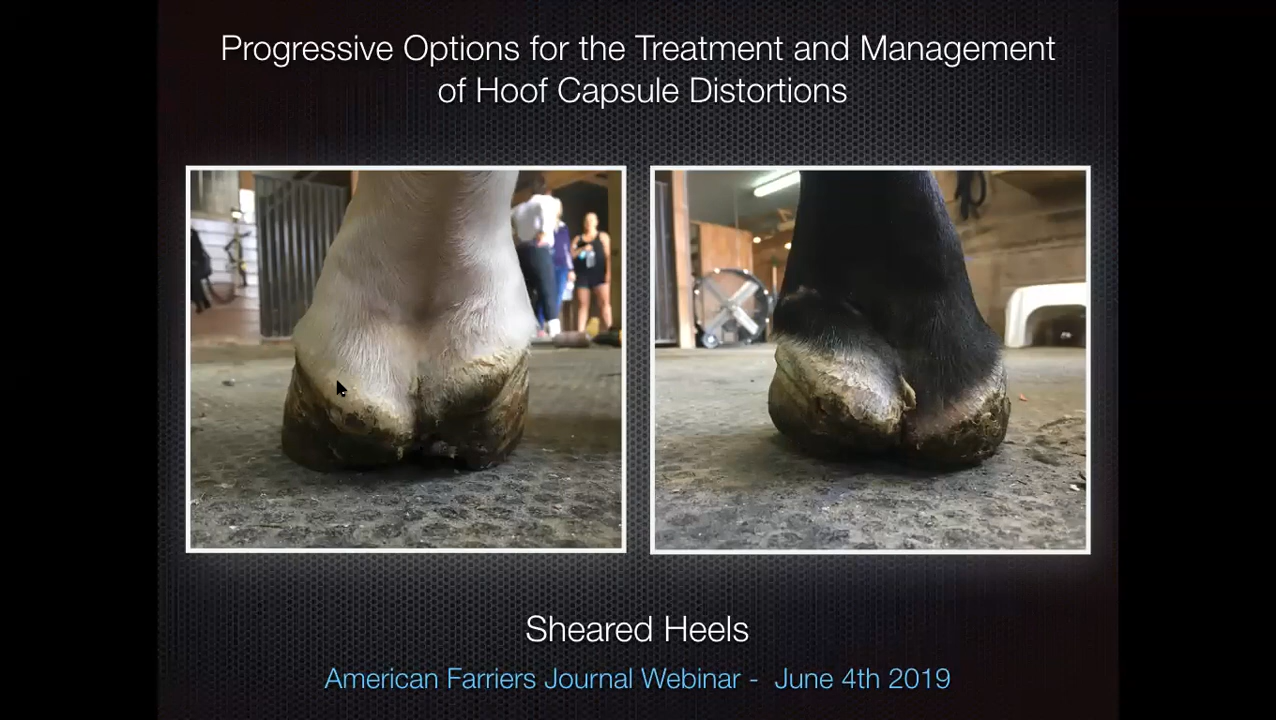 Progressive Options for the Treatment and Management
of Hoof Capsule Distortions
Sheared Heels
American Farriers Journal Webinar - June 4th 2019